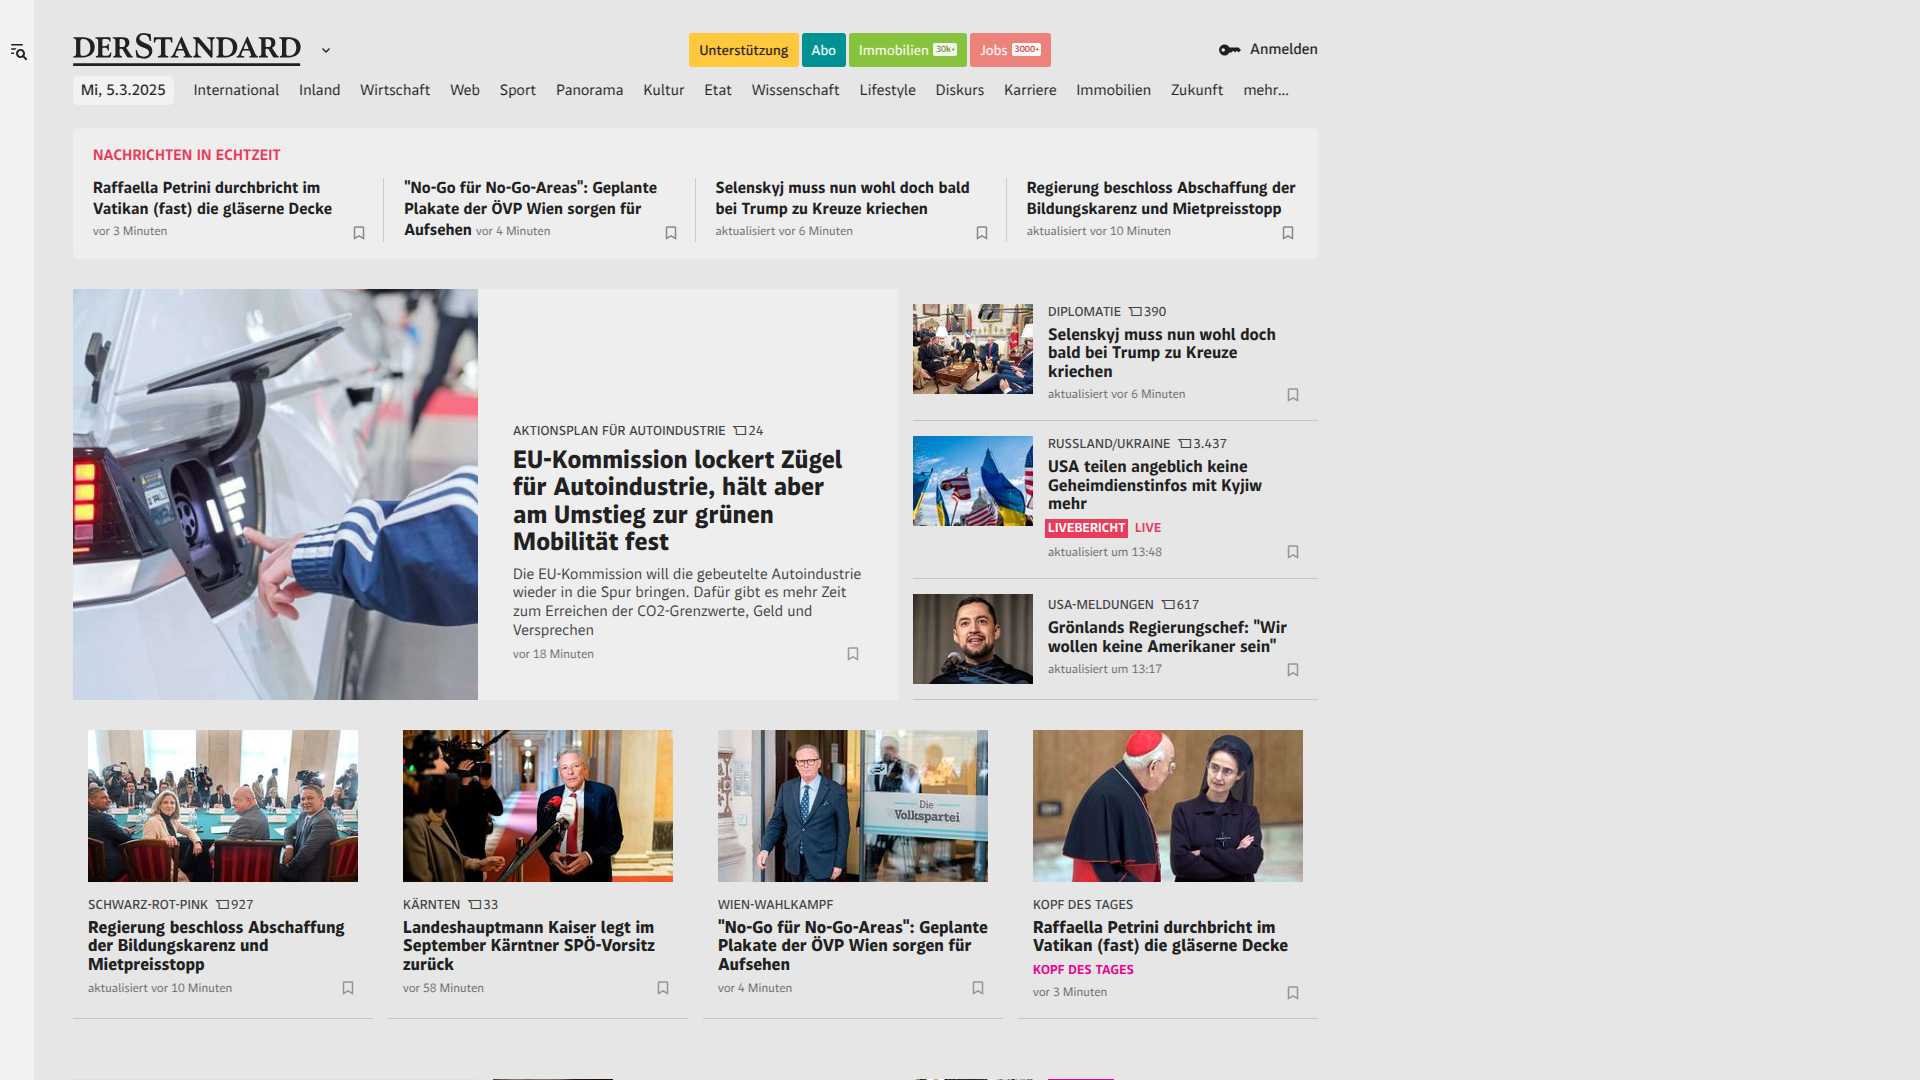 DERSTANDARD
Unterstützung
Abo
Immobilien 30k+
Jobs 3000+
Anmelden
Mi, 5.3.2025
International
Inland
Wirtschaft
Web
Sport
Panorama
Kultur
Etat
Wissenschaft
Lifestyle
Diskurs
Karriere
Immobilien
Zukunft
mehr...
NACHRICHTEN IN ECHTZEIT
Raffaella Petrini durchbricht im
Vatikan (fast) die gläserne Decke
vor 3 Minuten
"No-Go für No-Go-Areas": Geplante
Plakate der ÖVP Wien sorgen für
Aufsehen vor 4 Minuten
Selenskyj muss nun wohl doch bald
bei Trump zu Kreuze kriechen
aktualisiert vor 6 Minuten
Regierung beschloss Abschaffung der
Bildungskarenz und Mietpreisstopp
aktualisiert vor 10 Minuten
AKTIONSPLAN FÜR AUTOINDUSTRIE 24
EU-Kommission lockert Zügel
für Autoindustrie, hält aber
am Umstieg zur grünen
Mobilität fest
Die EU-Kommission will die gebeutelte Autoindustrie
wieder in die Spur bringen. Dafür gibt es mehr Zeit
zum Erreichen der CO2-Grenzwerte, Geld und
Versprechen
vor 18 Minuten
DIPLOMATIE 390
Selenskyj muss nun wohl doch
bald bei Trump zu Kreuze
kriechen
aktualisiert vor 6 Minuten
RUSSLAND/UKRAINE 3.437
USA teilen angeblich keine
Geheimdienstinfos mit Kyjiw
mehr
LIVEBERICHT LIVE
aktualisiert um 13:48
USA-MELDUNGEN 617
Grönlands Regierungschef: "Wir
wollen keine Amerikaner sein"
aktualisiert um 13:17
SCHWARZ-ROT-PINK 927
Regierung beschloss Abschaffung
der Bildungskarenz und
Mietpreisstopp
aktualisiert vor 10 Minuten
KÄRNTEN 33
Landeshauptmann Kaiser legt im
September Kärntner SPÖ-Vorsitz
zurück
vor 58 Minuten
Die
Volkspartei
WIEN-WAHLKAMPF
"No-Go für No-Go-Areas": Geplante
Plakate der ÖVP Wien sorgen für
Aufsehen
vor 4 Minuten
KOPF DES TAGES
Raffaella Petrini durchbricht im
Vatikan (fast) die gläserne Decke
KOPF DES TAGES
vor 3 Minuten